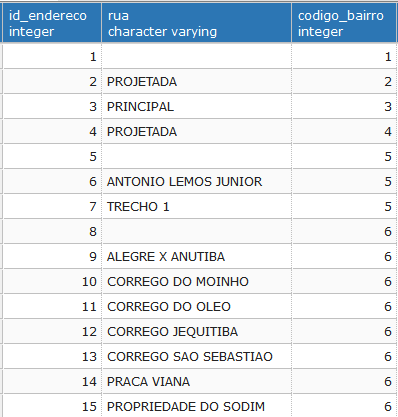 id_endereco rua codigo_bairro
integer character varying integer
1 1
2 PROJETADA 2
3 PRINCIPAL 3
4 PROJETADA 4
5 5
6 ANTONIO LEMOS JUNIOR 5
7 TRECHO 1 5
8 6
9 ALEGRE X ANUTIBA 6
10 CORREGO DO MOINHO 6
11 CORREGO DO OLEO 6
12 CORREGO JEQUITIBA 6
13 CORREGO SAO SEBASTIAO 6
14 PRACA VIANA 6
15 PROPRIEDADE DO SODIM 6